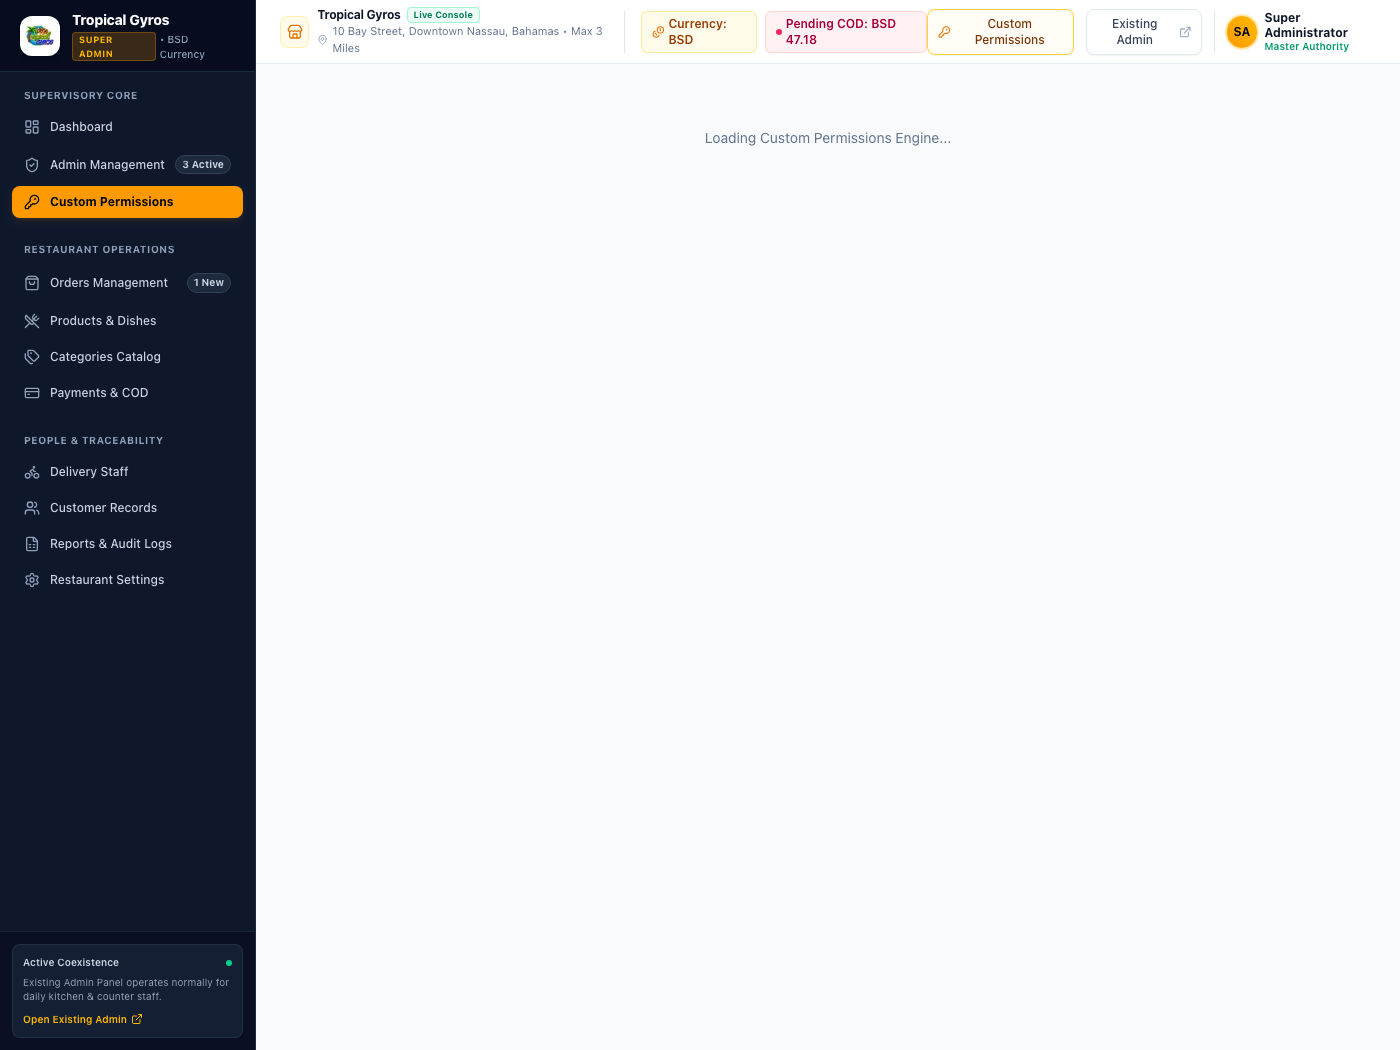 Tropical Gyros
SUPER
ADMIN
• BSD
Currency
SUPERVISORY CORE
Dashboard
Admin Management
3 Active
Custom Permissions
RESTAURANT OPERATIONS
Orders Management
1 New
Products & Dishes
Categories Catalog
Payments & COD
PEOPLE & TRACEABILITY
Delivery Staff
Customer Records
Reports & Audit Logs
Restaurant Settings
Active Coexistence
Existing Admin Panel operates normally for
daily kitchen & counter staff.
Open Existing Admin
Tropical Gyros
Live Console
10 Bay Street, Downtown Nassau, Bahamas • Max 3
Miles
Currency:
BSD
Pending COD: BSD
47.18
Custom
Permissions
Existing
Admin
SA
Super
Administrator
Master Authority
Loading Custom Permissions Engine...